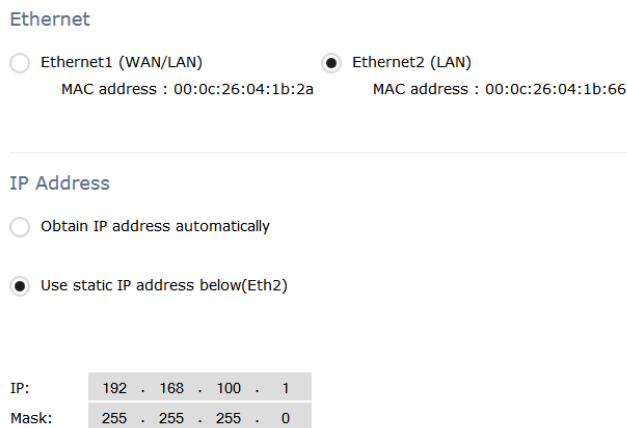 Ethernet
Ethernet1 (WAN/LAN) Ethernet2 (LAN)
MAC address : 00:0c:26:04:1b:2a MAC address : 00:0c:26:04:1b:66
IP Address
Obtain IP address automatically
Use static IP address below(Eth2)
IP: 192 . 168 . 100 . 1
Mask: 255 . 255 . 255 . 0